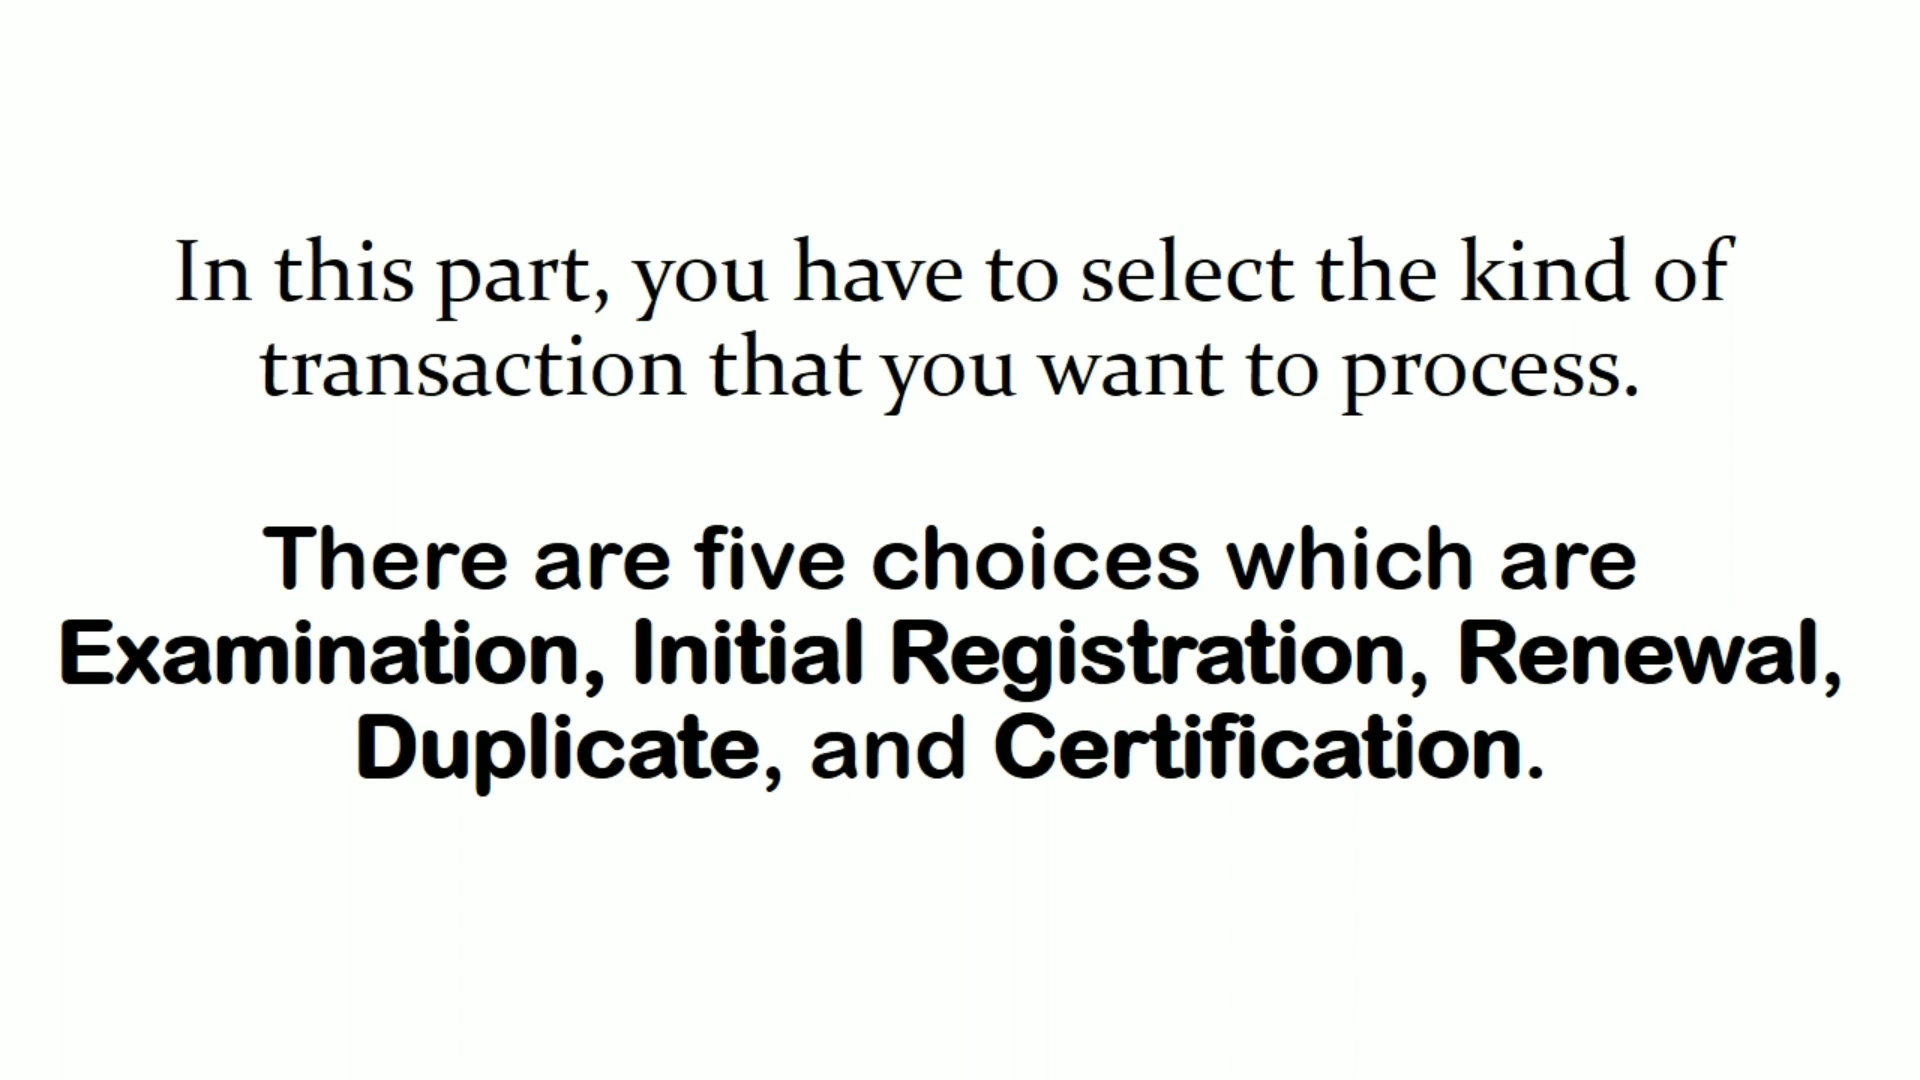 In this part, you have to select the kind of
transaction that you want to process.
There are five choices which are
Examination, Initial Registration, Renewal,
Duplicate, and Certification.